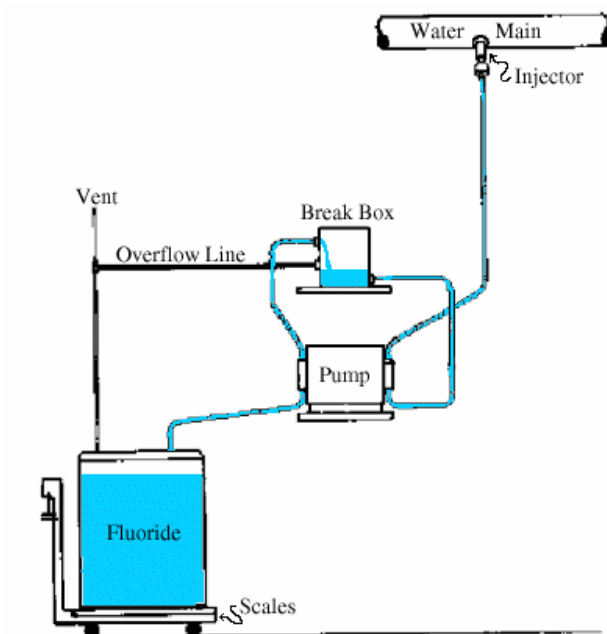 Water Main
Injector
Vent
Break Box
Overflow Line
Pump
Fluoride
Scales